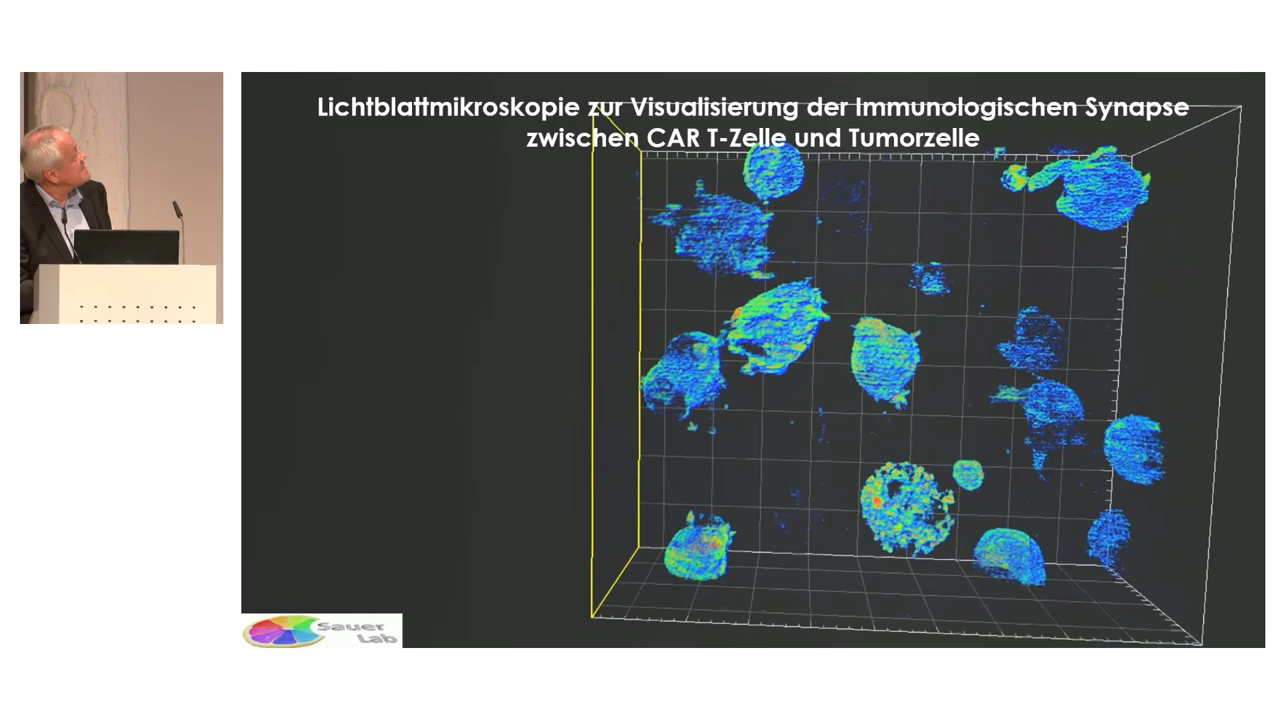 Lichtblattmikroskopie zur Visualisierung der Immunologischen Synapse
zwischen CAR T-Zelle und Tumorzelle
Sauer
Lab